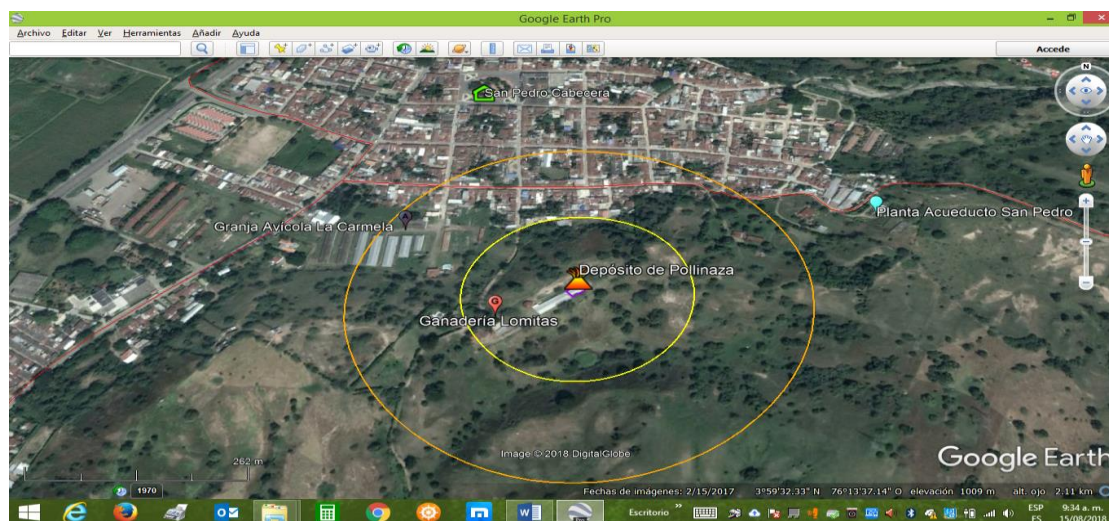 Google Earth Pro
Archivo Editar Ver Herramientas Añadir Ayuda
Accede
N
San Pedro Cabecera
Granja Avícola La Carmela
Planta Acueducto San Pedro
Depósito de Pollinaza
G
Ganadería Lomitas
262 m
Image © 2018 DigitalGlobe
Google Earth
1970
Fechas de imágenes: 2/15/2017 3°59'32.33" N 76°13'37.14" O elevación 1009 m alt. ojo 2.11 km
Escritorio
ESP
ES
9:34 a. m.
15/08/2018